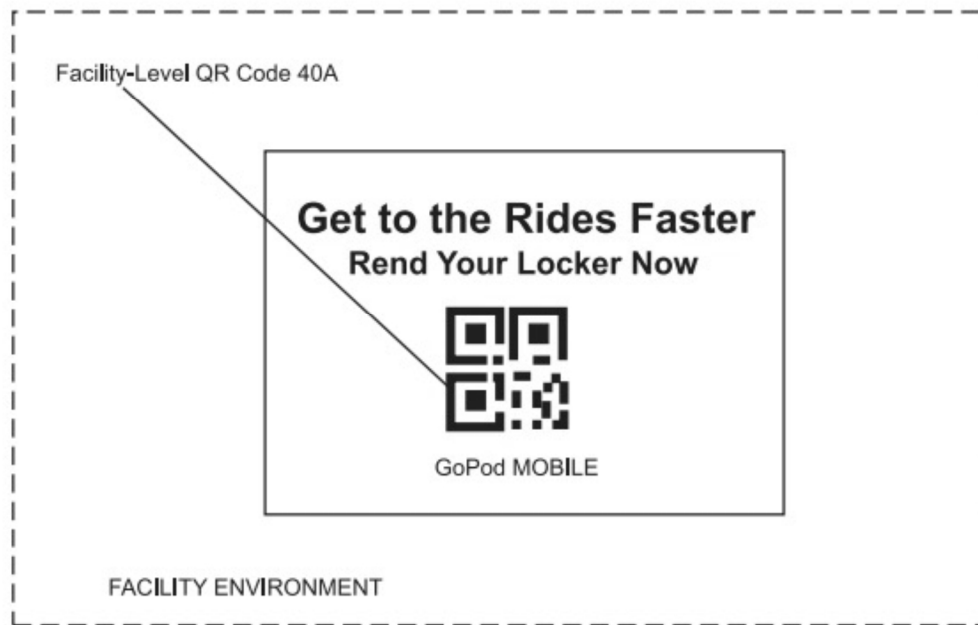 Facility-Level QR Code 40A
Get to the Rides Faster
Rend Your Locker Now
GoPod MOBILE
FACILITY ENVIRONMENT